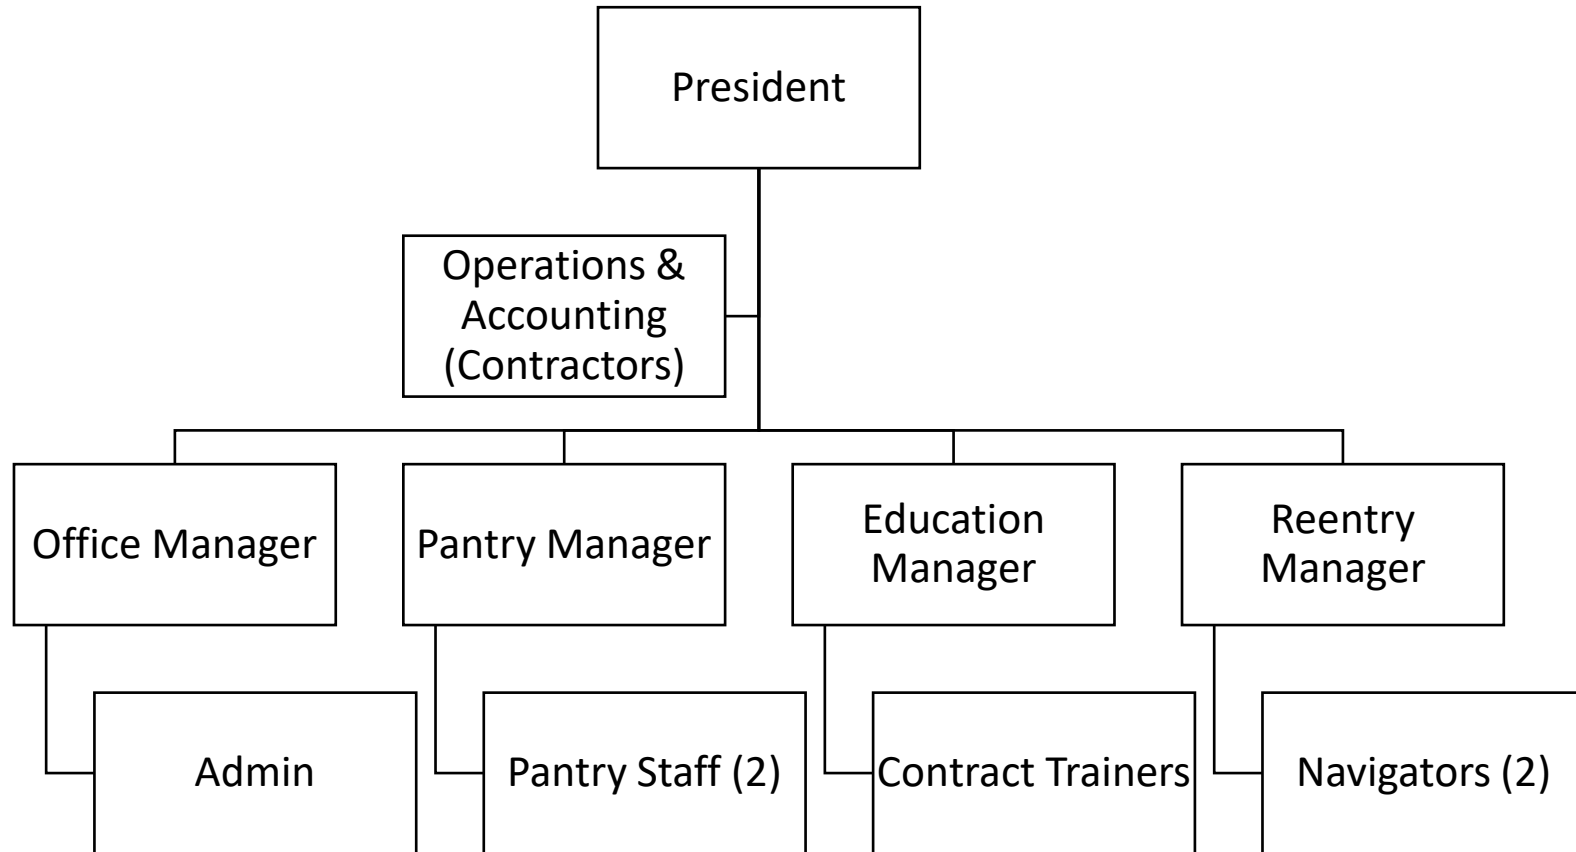 President
Operations &
Accounting
(Contractors)
Office Manager
Pantry Manager
Education
Manager
Reentry
Manager
Admin
Pantry Staff (2)
Contract Trainers
Navigators (2)